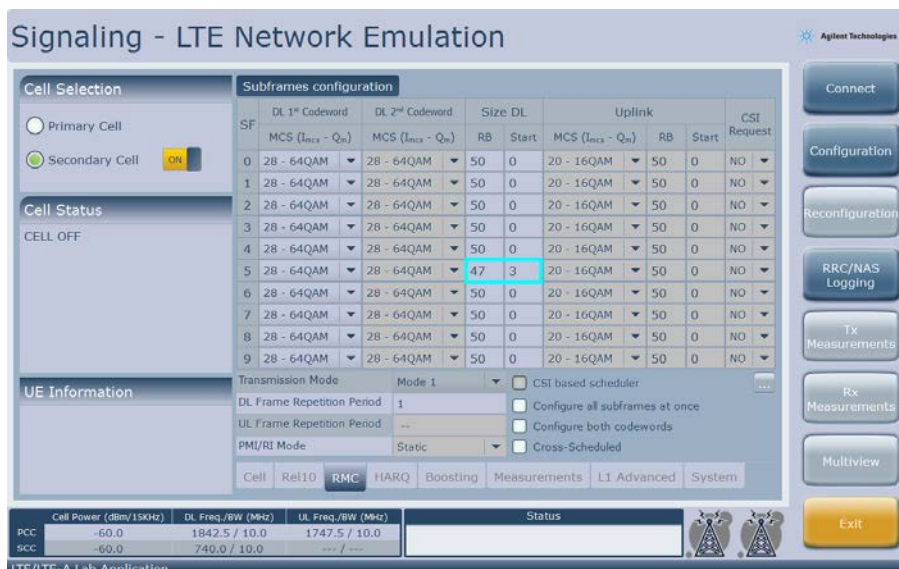 Signaling - LTE Network Emulation
Agilent Technologies
Cell Selection
Primary Cell
Secondary Cell ON
Cell Status
CELL OFF
UE Information
Subframes configuration
SF DL 1st Codeword DL 2nd Codeword Size DL Uplink CSI Request
MCS (Imcs - Qm) MCS (Imcs - Qm) RB Start MCS (Imcs - Qm) RB Start
0 28 - 64QAM 28 - 64QAM 50 0 20 - 16QAM 50 0 NO
1 28 - 64QAM 28 - 64QAM 50 0 20 - 16QAM 50 0 NO
2 28 - 64QAM 28 - 64QAM 50 0 20 - 16QAM 50 0 NO
3 28 - 64QAM 28 - 64QAM 50 0 20 - 16QAM 50 0 NO
4 28 - 64QAM 28 - 64QAM 50 0 20 - 16QAM 50 0 NO
5 28 - 64QAM 28 - 64QAM 47 3 20 - 16QAM 50 0 NO
6 28 - 64QAM 28 - 64QAM 50 0 20 - 16QAM 50 0 NO
7 28 - 64QAM 28 - 64QAM 50 0 20 - 16QAM 50 0 NO
8 28 - 64QAM 28 - 64QAM 50 0 20 - 16QAM 50 0 NO
9 28 - 64QAM 28 - 64QAM 50 0 20 - 16QAM 50 0 NO
Transmission Mode Mode 1 CSI based scheduler ...
DL Frame Repetition Period 1 Configure all subframes at once
UL Frame Repetition Period -- Configure both codewords
PMI/RI Mode Static Cross-Scheduled
Cell Rel10 RMC HARQ Boosting Measurements L1 Advanced System
Connect
Configuration
Reconfiguration
RRC/NAS
Logging
Tx
Measurements
Rx
Measurements
Multiview
Exit
Cell Power (dBm/15KHz) DL Freq./BW (MHz) UL Freq./BW (MHz) Status
PCC -60.0 1842.5 / 10.0 1747.5 / 10.0
SCC -60.0 740.0 / 10.0 --- / ---
LTE/LTE-A Lab Application